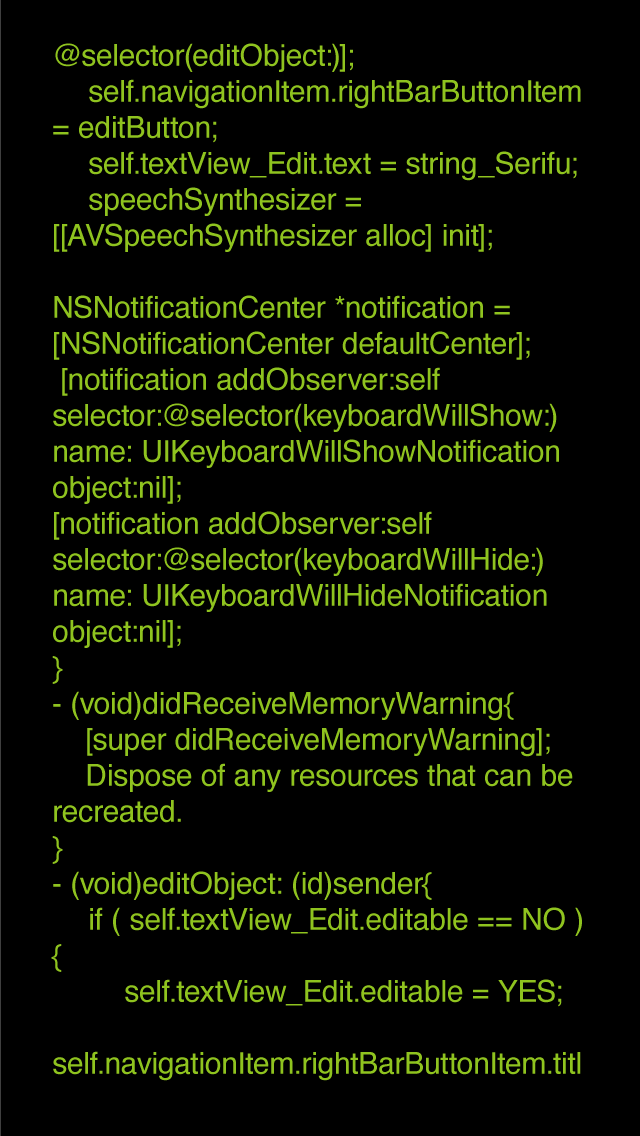 @selector(editObject:)];
self.navigationItem.rightBarButtonItem
= editButton;
self.textView_Edit.text = string_Serifu;
speechSynthesizer =
[[AVSpeechSynthesizer alloc] init];
NSNotificationCenter *notification =
[NSNotificationCenter defaultCenter];
[notification addObserver:self
selector:@selector(keyboardWillShow:)
name: UIKeyboardWillShowNotification
object:nil];
[notification addObserver:self
selector:@selector(keyboardWillHide:)
name: UIKeyboardWillHideNotification
object:nil];
}
- (void)didReceiveMemoryWarning{
[super didReceiveMemoryWarning];
Dispose of any resources that can be
recreated.
}
- (void)editObject: (id)sender{
if ( self.textView_Edit.editable == NO )
{
self.textView_Edit.editable = YES;
self.navigationItem.rightBarButtonItem.titl